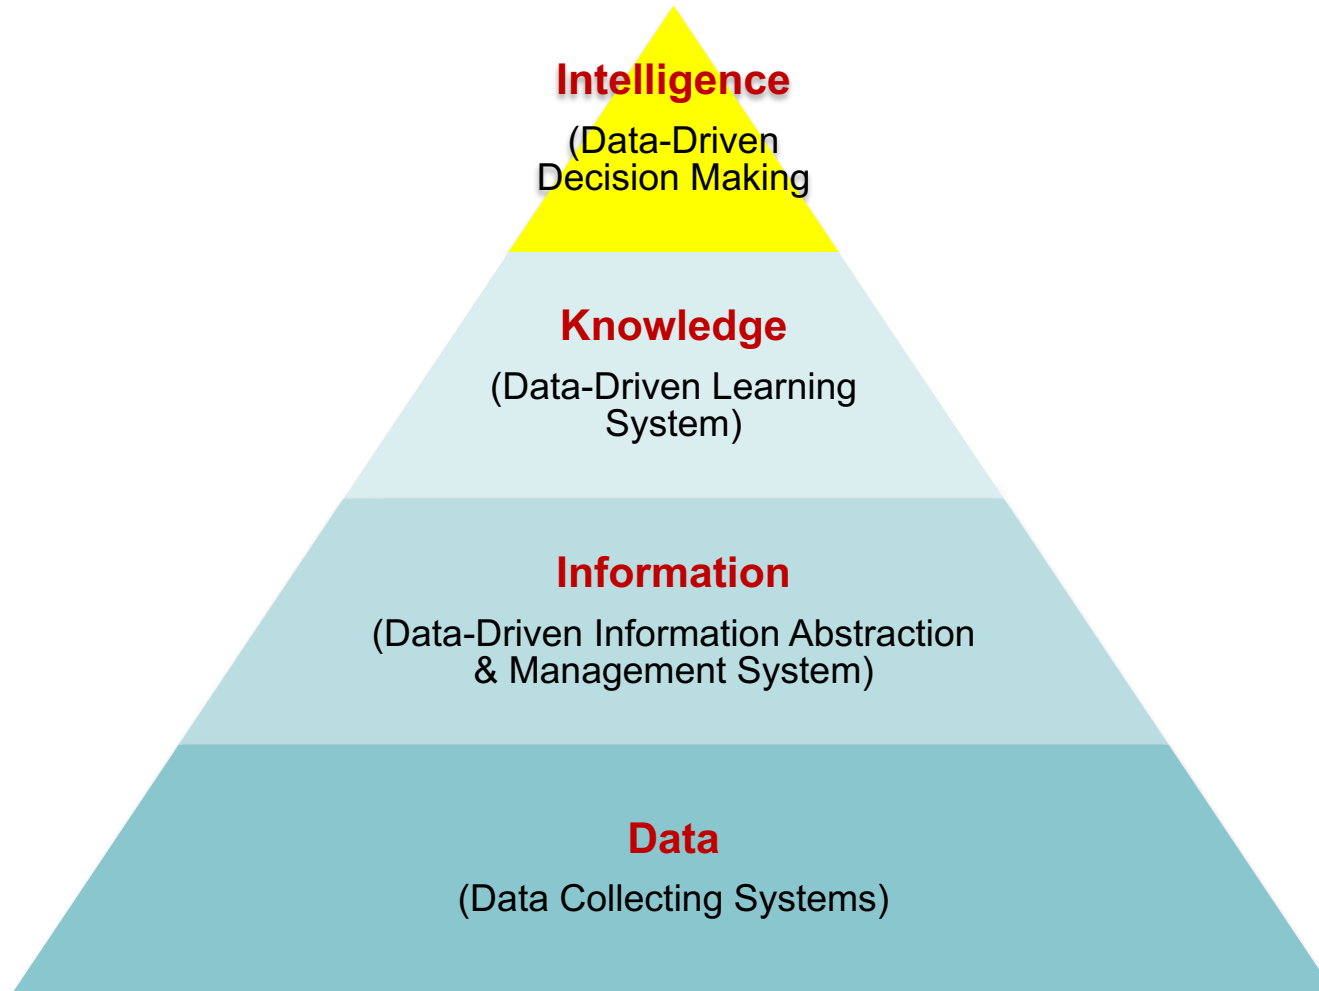 Intelligence
(Data-Driven
Decision Making
Knowledge
(Data-Driven Learning
System)
Information
(Data-Driven Information Abstraction
& Management System)
Data
(Data Collecting Systems)